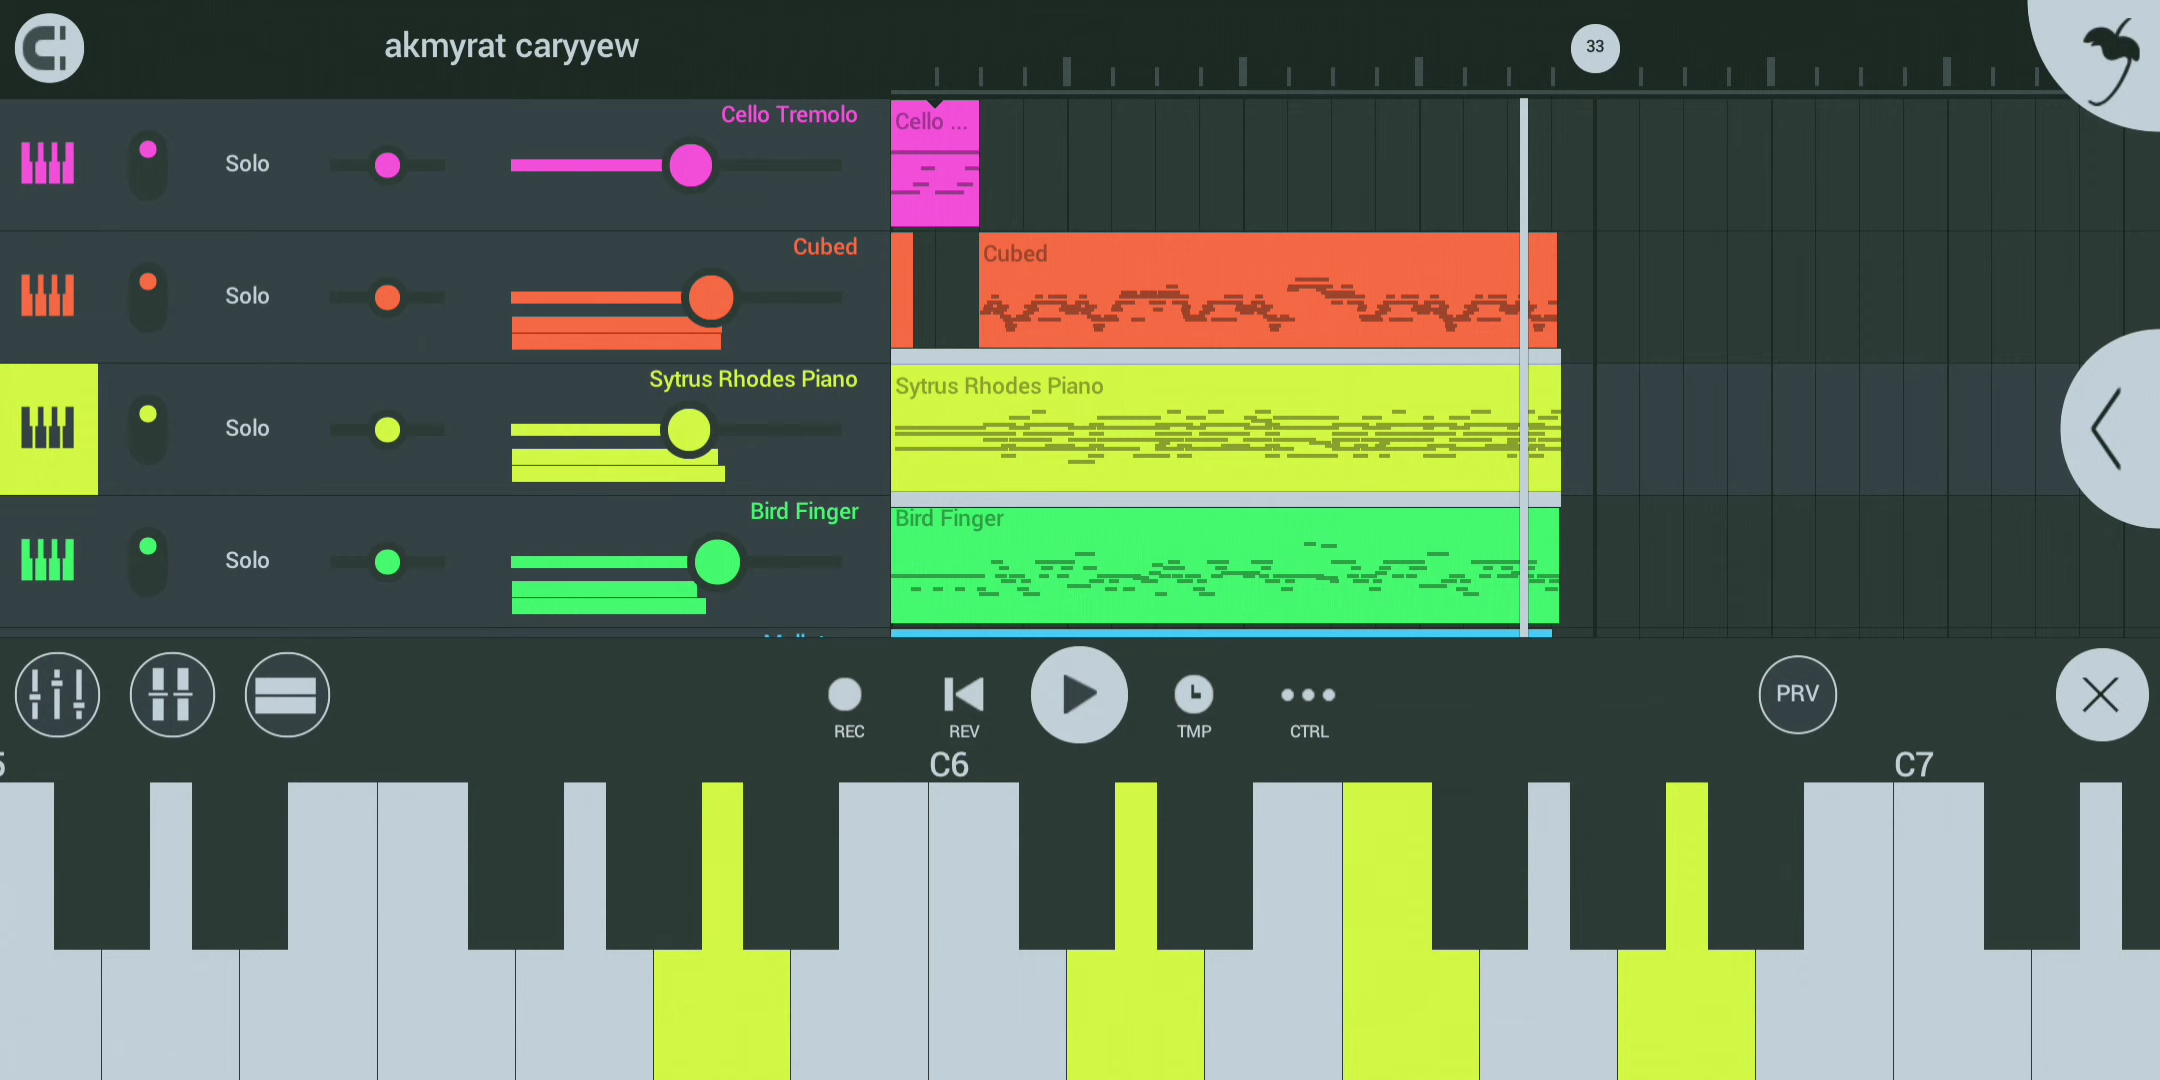 akmyrat caryyew
33
Cello Tremolo
Solo
Cello ...
Cubed
Solo
Cubed
Sytrus Rhodes Piano
Solo
Sytrus Rhodes Piano
Bird Finger
Solo
Bird Finger
REC
REV
TMP
CTRL
PRV
C6
C7